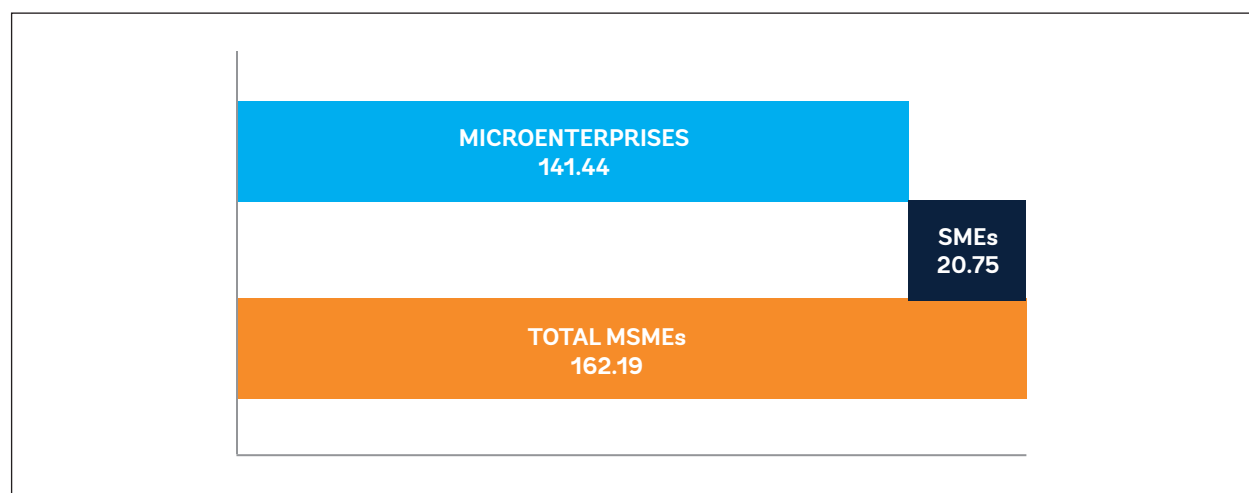 MICROENTERPRISES
141.44
SMEs
20.75
TOTAL MSMEs
162.19